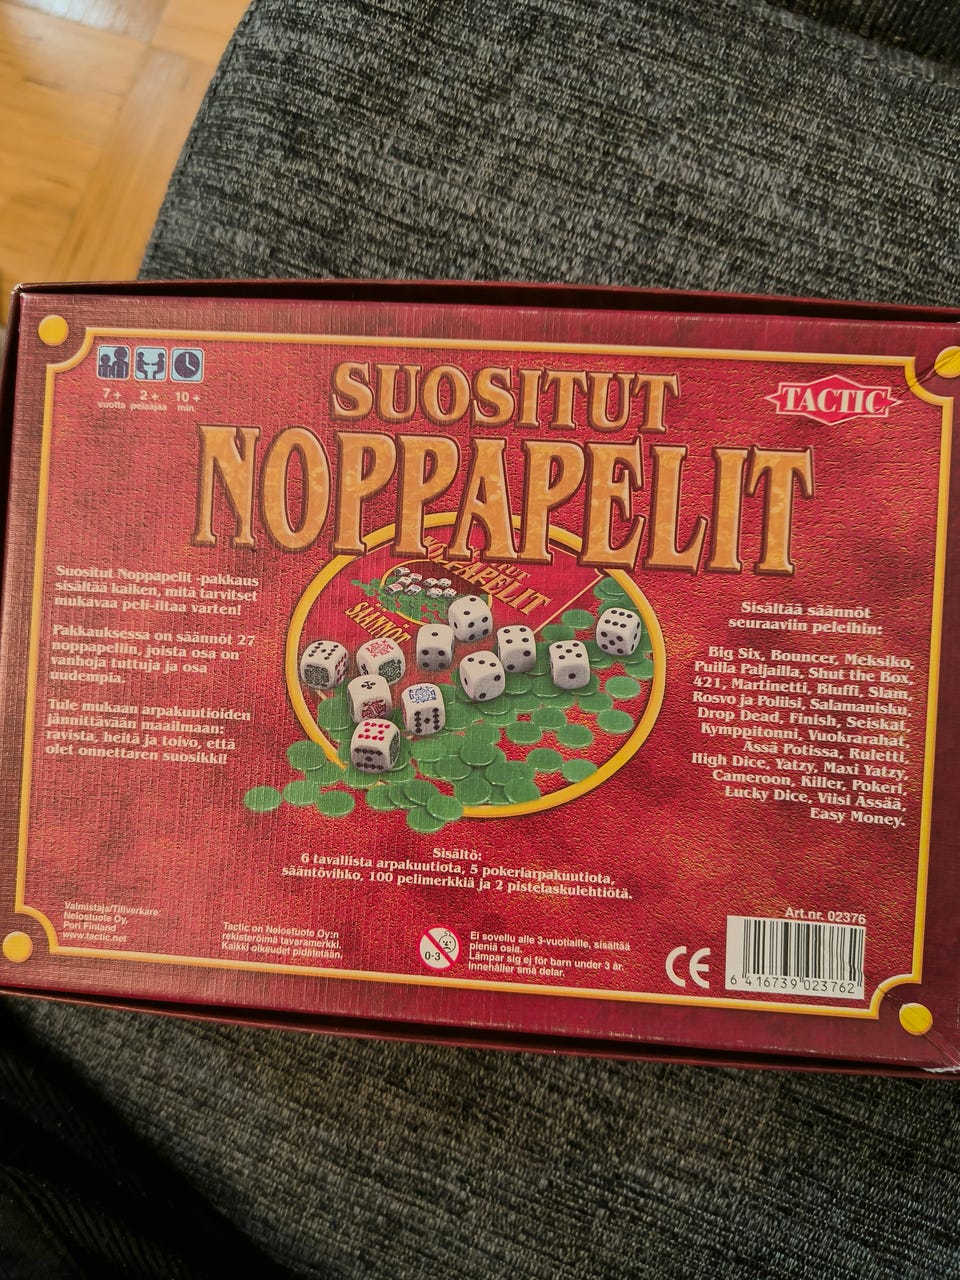 7+ 2+ 10+
vuotta pelaajaa min.
SUOSITUT
NOPPAPELIT
TACTIC
Suositut Noppapelit -pakkaus
sisältää kaiken, mitä tarvitset
mukavaa peli-iltaa varten!
Pakkauksessa on säännöt 27
noppapeliin, joista osa on
vanhoja tuttuja ja osa
uudempia.
Tule mukaan arpakuutioiden
jännittävään maailmaan:
ravista, heitä ja toivo, että
olet onnettaren suosikki!
NOPPAPELIT
SÄÄNNÖT
Sisältää säännöt
seuraaviin peleihin:
Big Six, Bouncer, Meksiko,
Puilla Paljailla, Shut the Box,
421, Martinetti, Bluffi, Slam,
Rosvo ja Poliisi, Salamanisku,
Drop Dead, Finish, Seiskat,
Kymppitonni, Vuokrarahat,
Ässä Potissa, Ruletti,
High Dice, Yatzy, Maxi Yatzy,
Cameroon, Killer, Pokeri,
Lucky Dice, Viisi Ässää,
Easy Money.
Sisältö:
6 tavallista arpakuutiota, 5 pokeriarpakuutiota,
sääntövihko, 100 pelimerkkiä ja 2 pistelaskulehtiötä.
Valmistaja/Tillverkare:
Nelostuote Oy,
Pori Finland
www.tactic.net
Tactic on Nelostuote Oy:n
rekisteröimä tavaramerkki.
Kaikki oikeudet pidätetään.
0-3
Ei sovellu alle 3-vuotiaille, sisältää
pieniä osia.
Lämpar sig ej för barn under 3 år.
Innehåller små delar.
CE
Art.nr. 02376
6 416739 023762